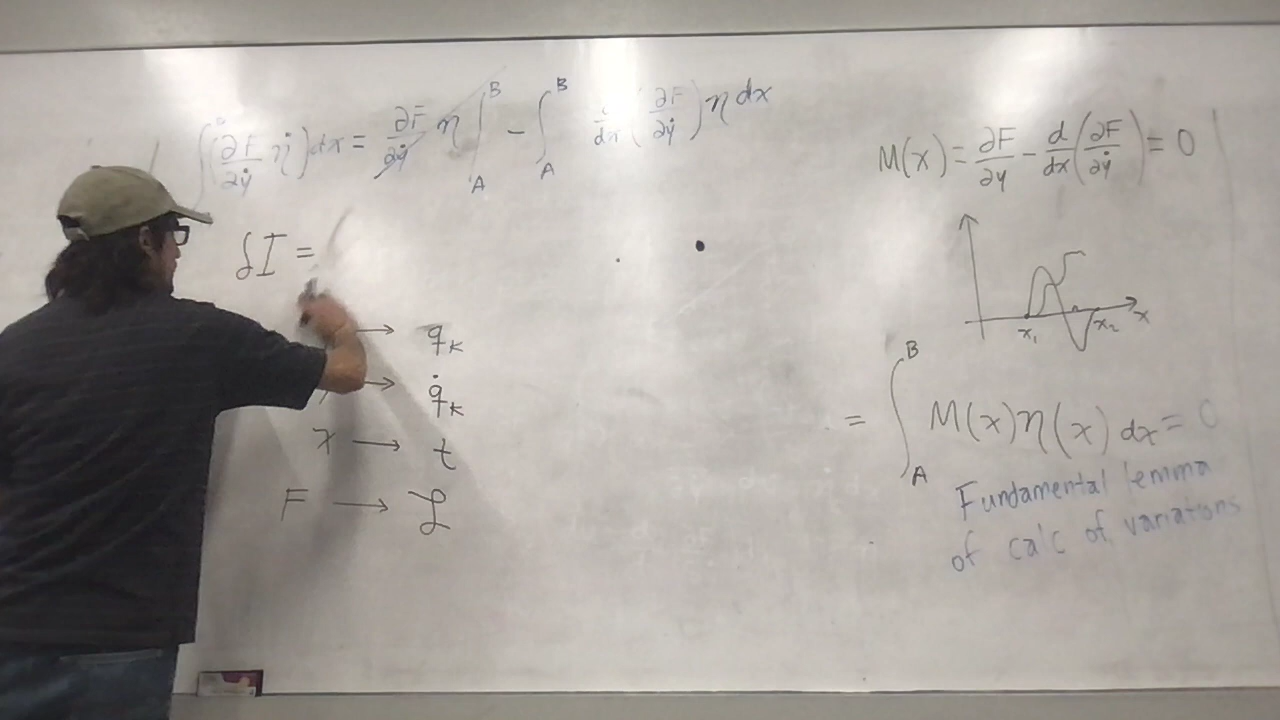 ∫(∂F/∂ẏ η̇)dx = ∂F/∂ẏ η ∫_A^B − ∫_A^B d/dx(∂F/∂ẏ)η dx
δI =
→ q_k
→ q̇_k
x → t
F → ℒ
M(x) = ∂F/∂y − d/dx(∂F/∂ẏ) = 0
x₁ x₂ x
= ∫_A^B M(x)η(x)dx = 0
Fundamental lemma
of calc of variations